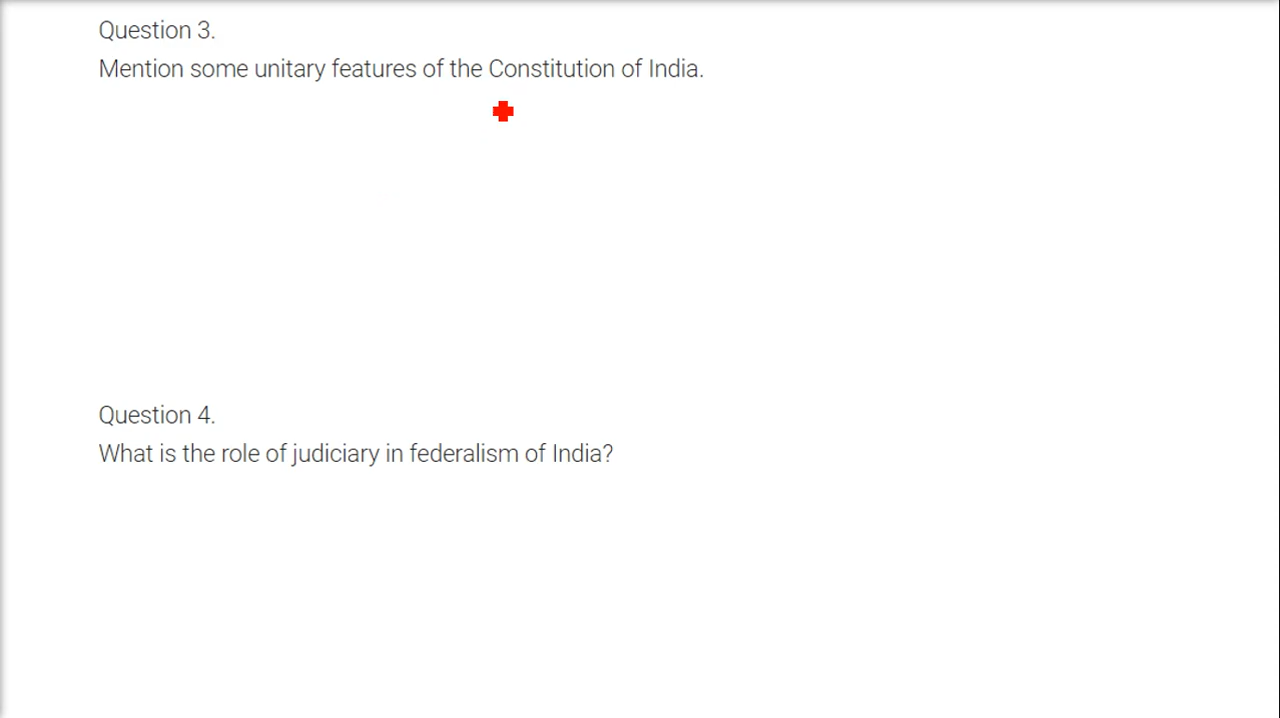 Question 3.
Mention some unitary features of the Constitution of India.
Question 4.
What is the role of judiciary in federalism of India?